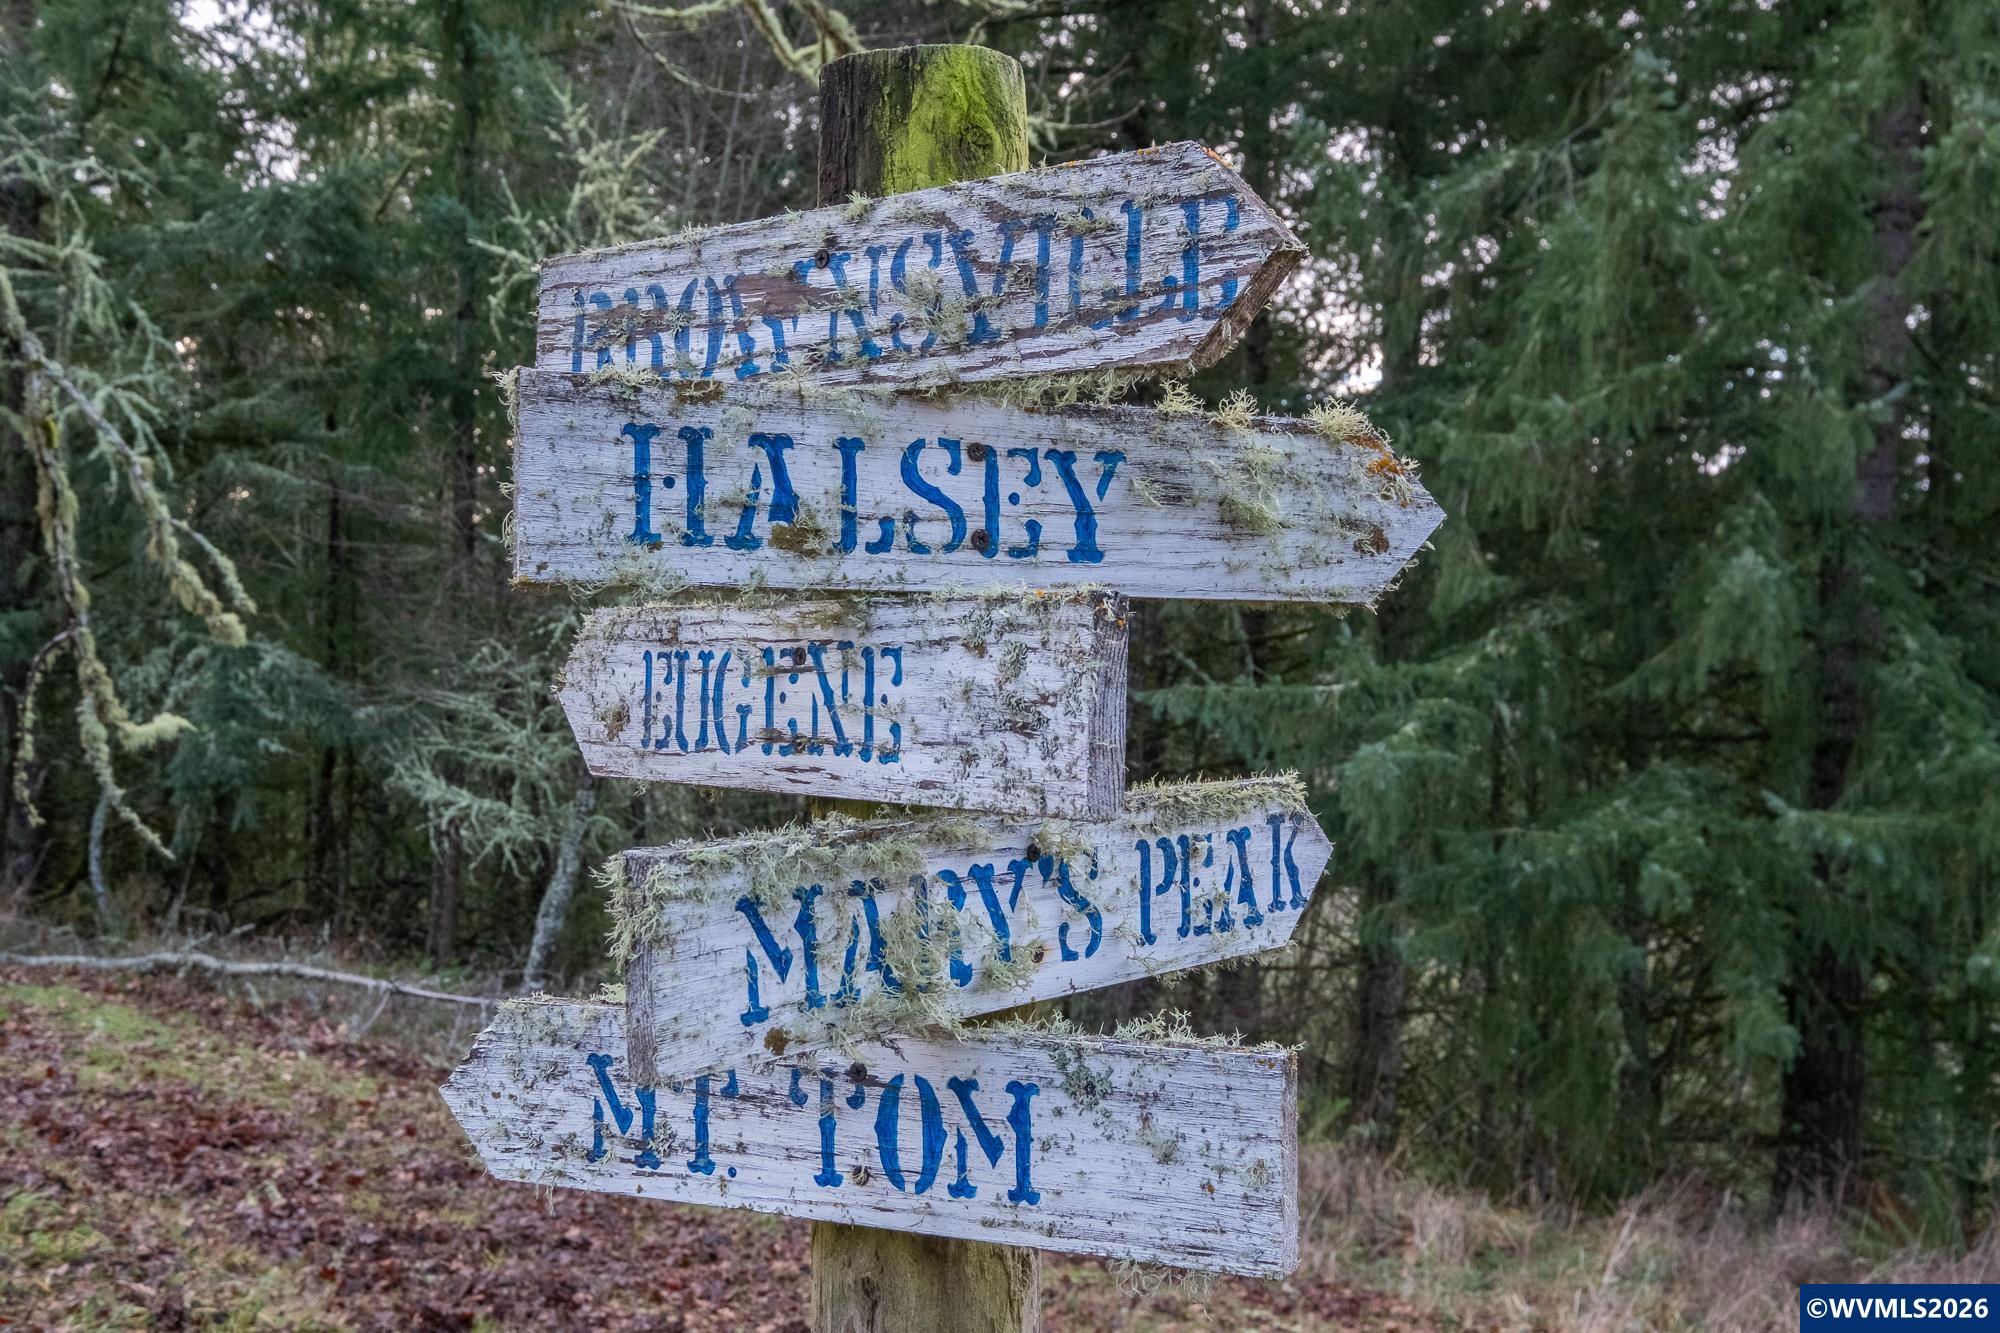 BROWNSVILLE
HALSEY
EUGENE
MARY'S PEAK
MT. TOM
©WVMLS2026